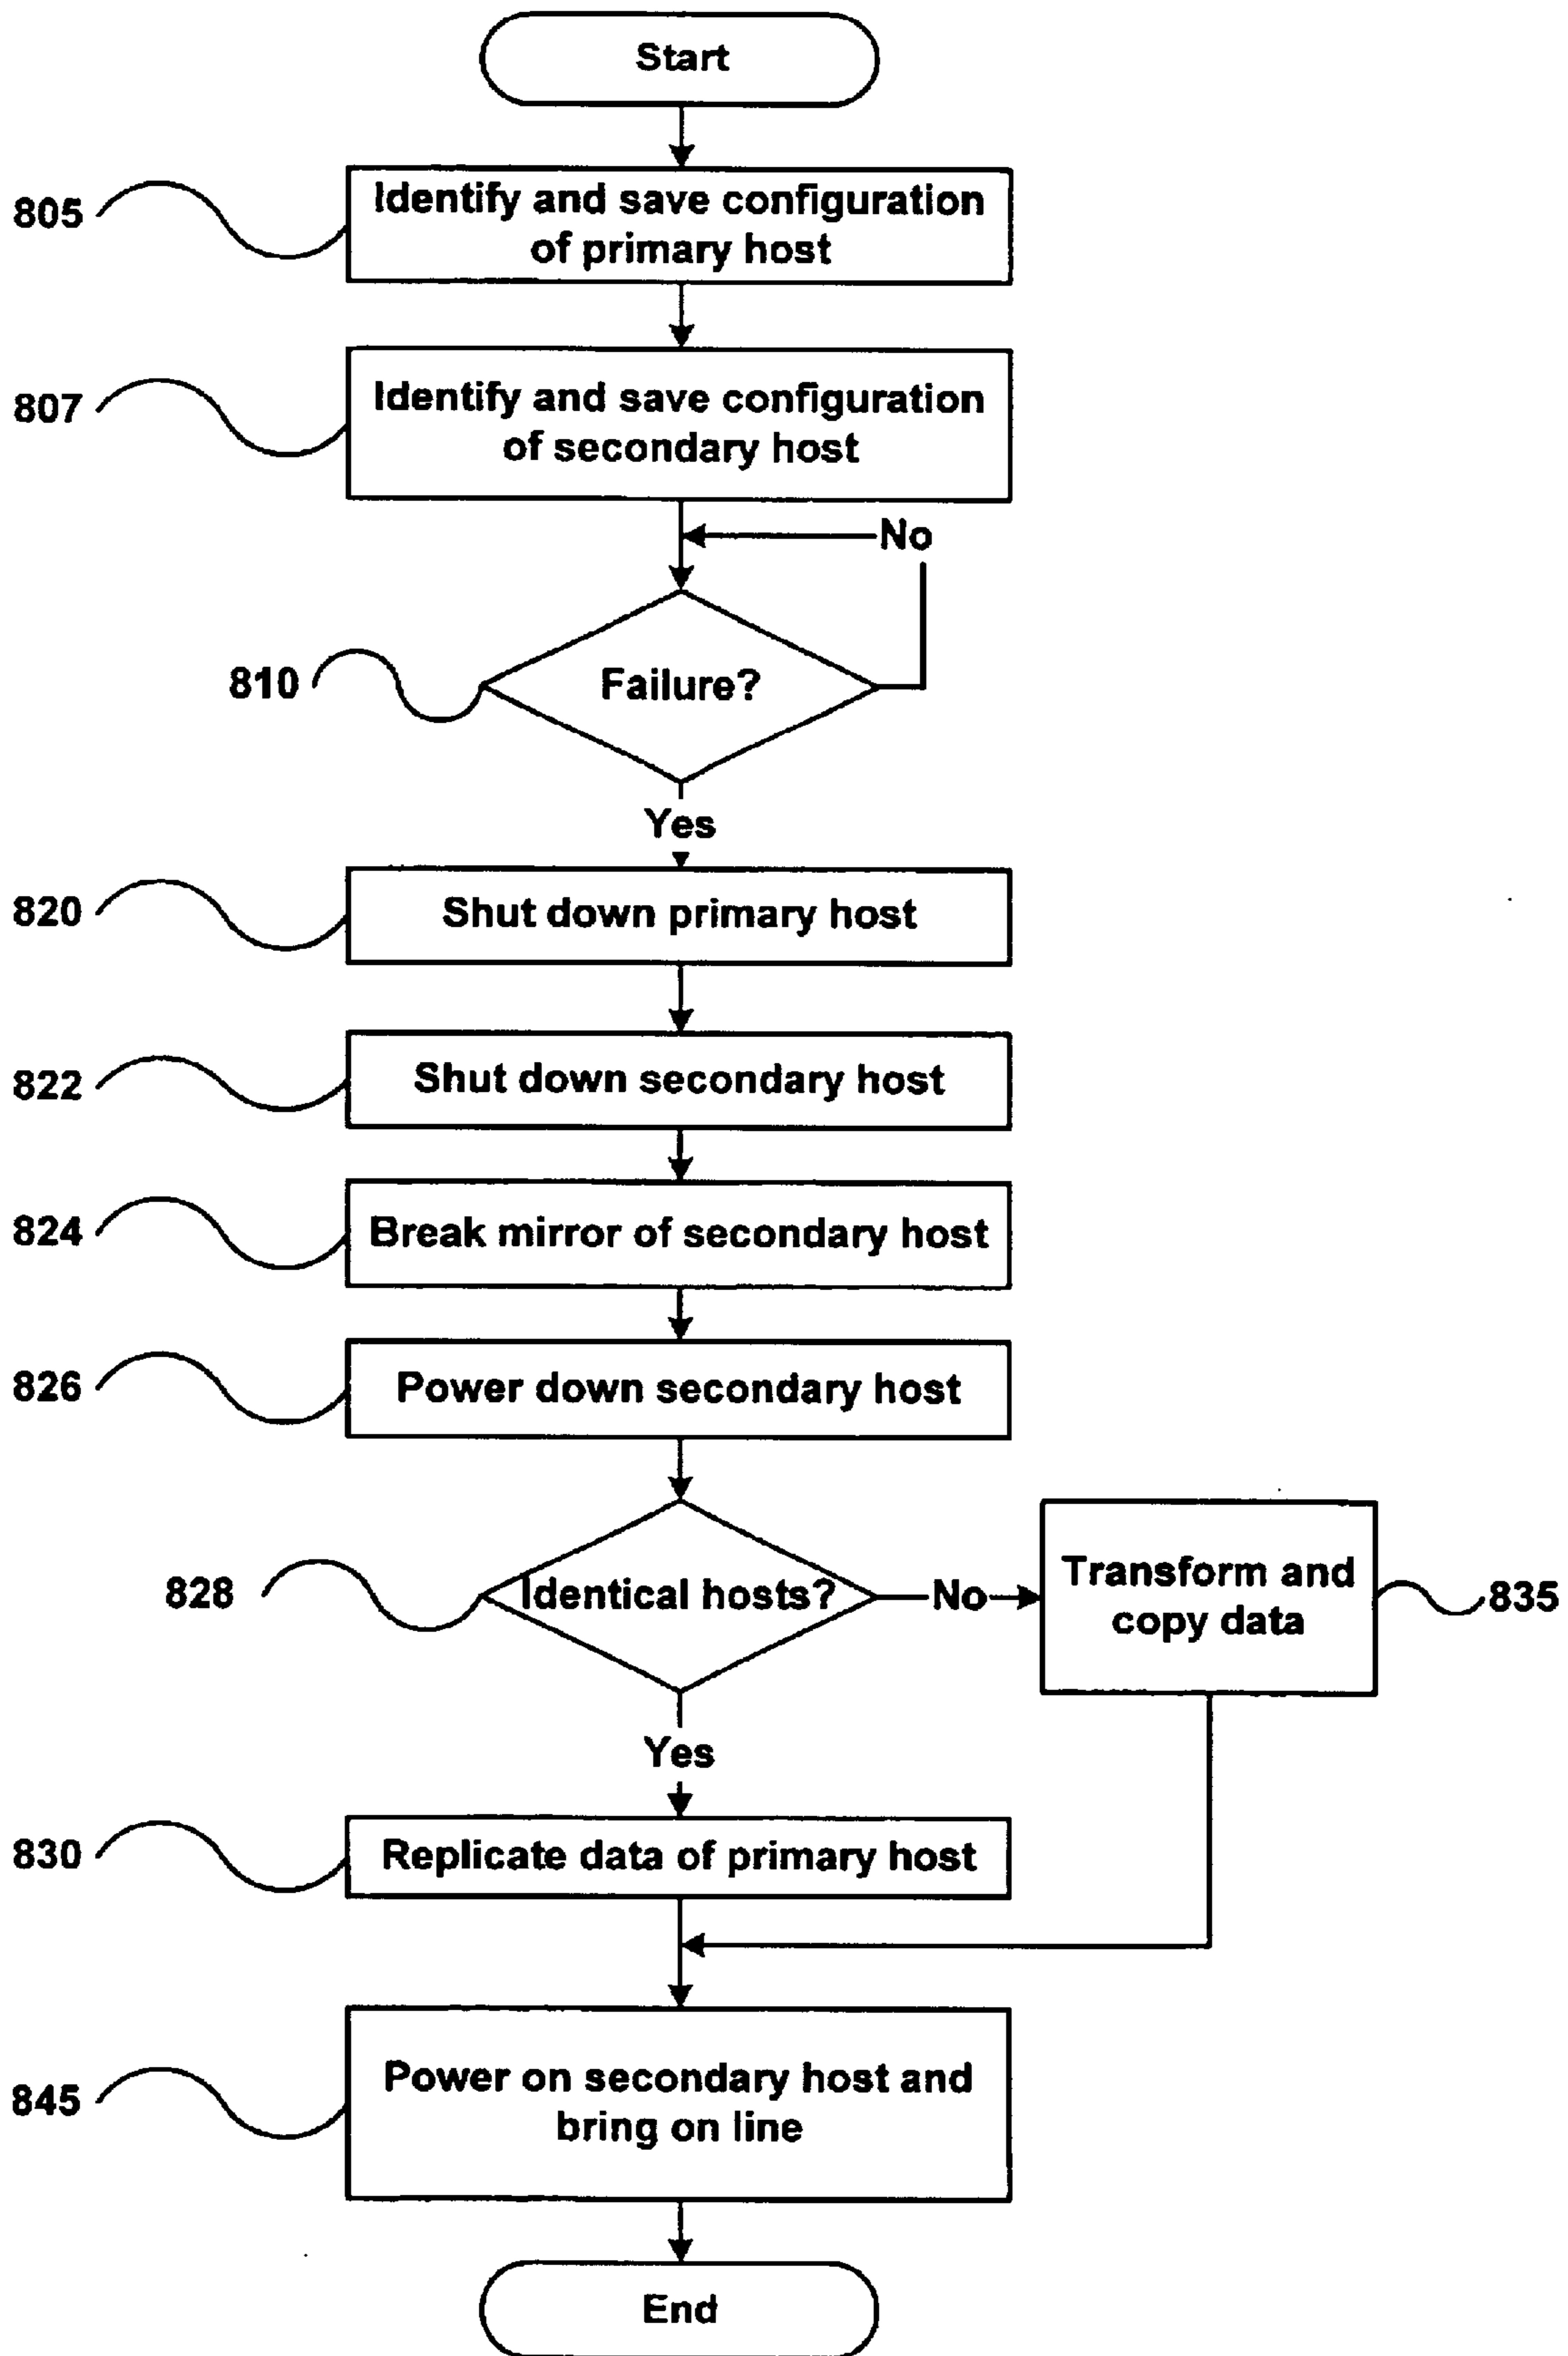 Start
805
Identify and save configuration
of primary host
807
Identify and save configuration
of secondary host
No
810
Failure?
Yes
820
Shut down primary host
822
Shut down secondary host
824
Break mirror of secondary host
826
Power down secondary host
828
Identical hosts?
No
Transform and
copy data
835
Yes
830
Replicate data of primary host
845
Power on secondary host and
bring on line
End